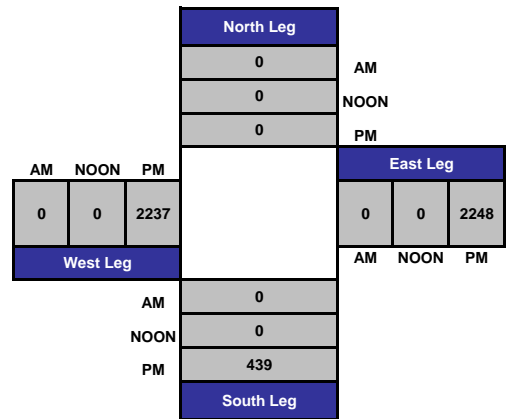 North Leg
0
AM
0
NOON
0
PM
AM NOON PM
East Leg
0 0 2237
0 0 2248
West Leg
AM NOON PM
AM
0
NOON
0
PM
439
South Leg